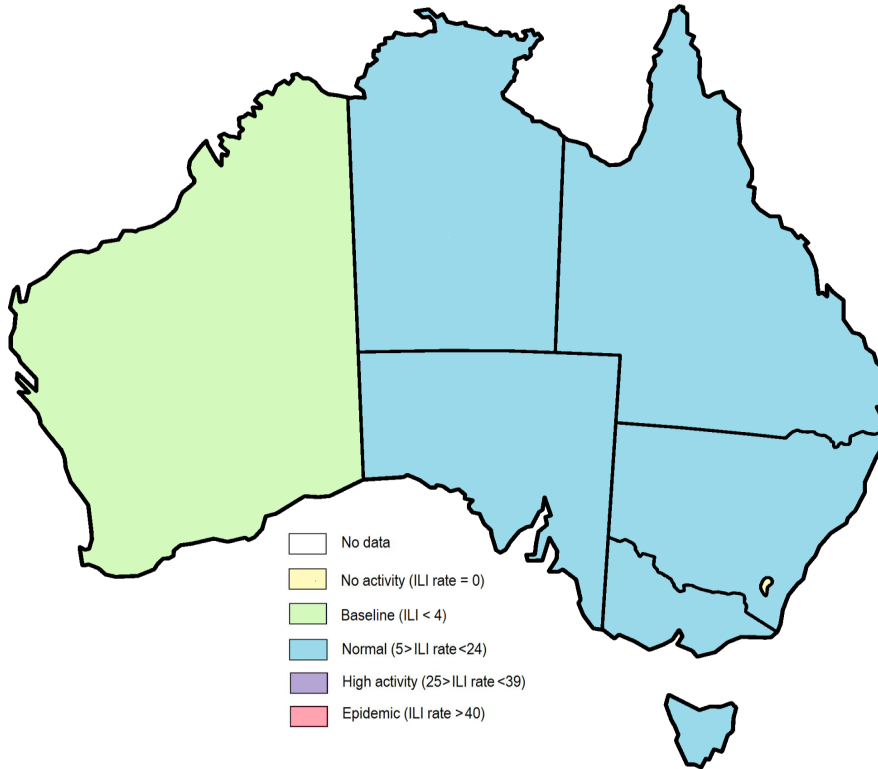 No data
No activity (ILI rate = 0)
Baseline (ILI < 4)
Normal (5>ILI rate<24)
High activity (25>ILI rate<39)
Epidemic (ILI rate >40)